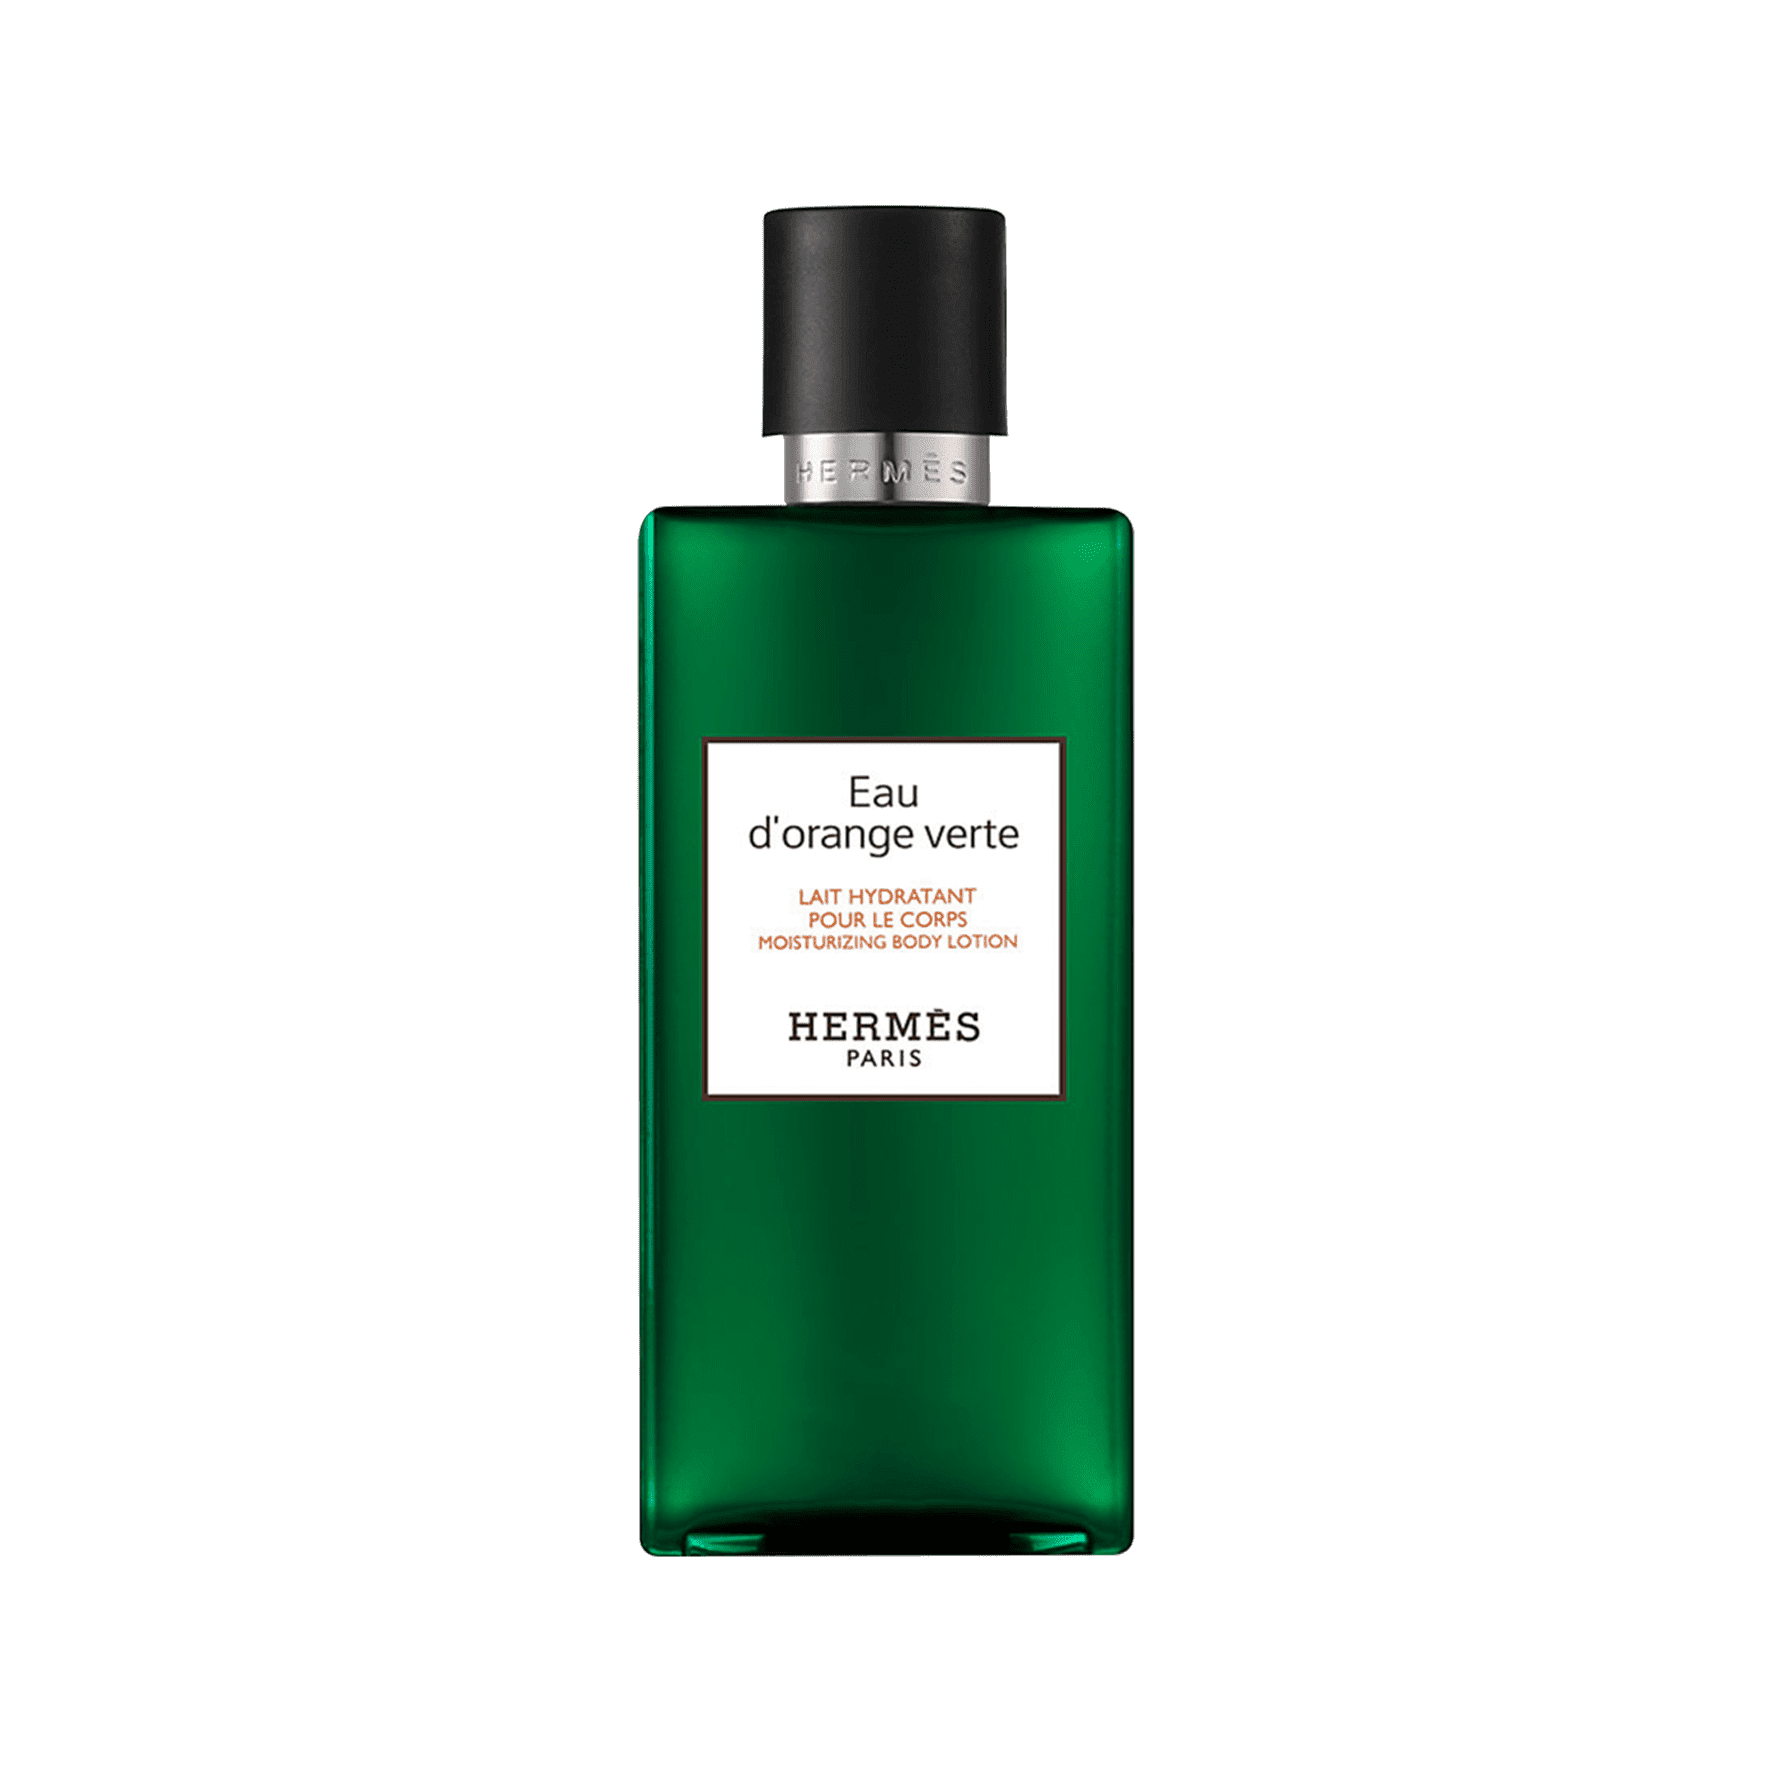 HERMÈS
Eau
d'orange verte
LAIT HYDRATANT
POUR LE CORPS
MOISTURIZING BODY LOTION
HERMÈS
PARIS